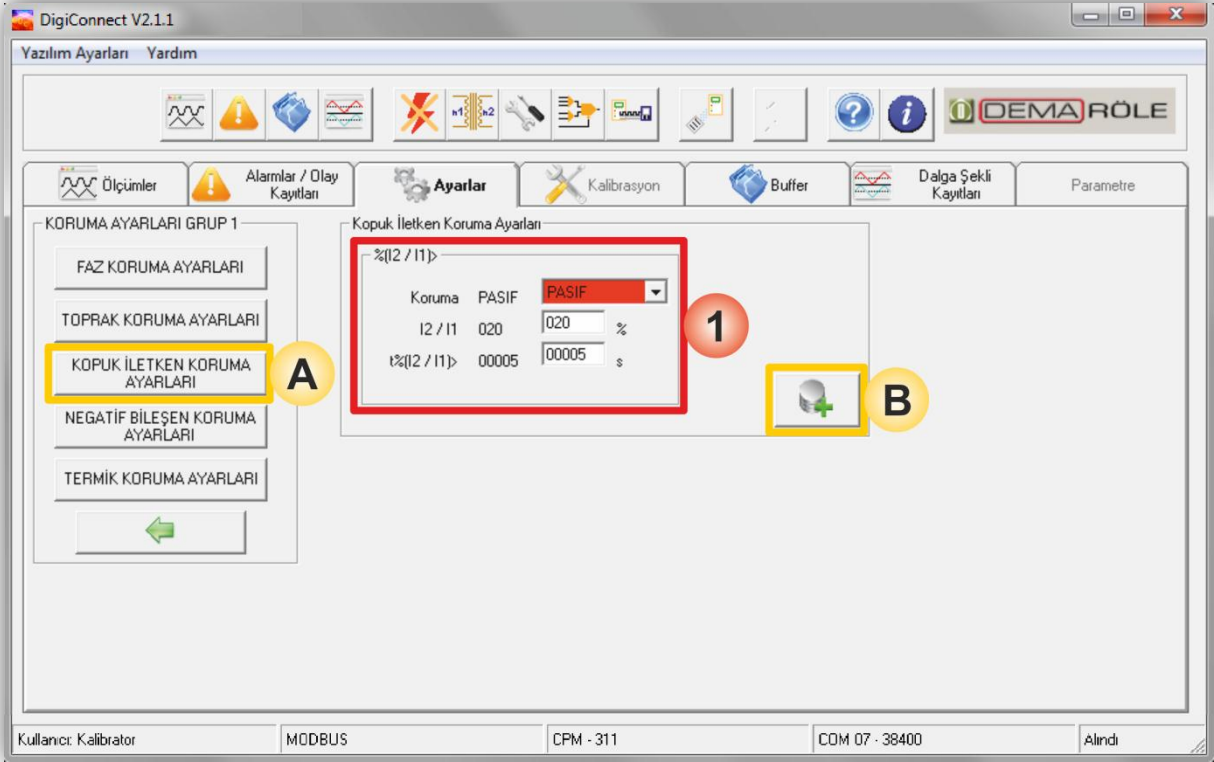 DigiConnect V2.1.1
Yazılım Ayarları Yardım
n1 n2
DEMA RÖLE
Ölçümler
Alarmlar / Olay
Kayıtları
Ayarlar
Kalibrasyon
Buffer
Dalga Şekli
Kayıtları
Parametre
KORUMA AYARLARI GRUP 1
FAZ KORUMA AYARLARI
TOPRAK KORUMA AYARLARI
KOPUK İLETKEN KORUMA
AYARLARI
A
NEGATİF BİLEŞEN KORUMA
AYARLARI
TERMİK KORUMA AYARLARI
Kopuk İletken Koruma Ayarları
%(I2 / I1)>
Koruma PASIF PASIF
I2 / I1 020 020 %
t%(I2 / I1)> 00005 00005 s
1
B
Kullanıcı: Kalibrator MODBUS CPM - 311 COM 07 - 38400 Alındı